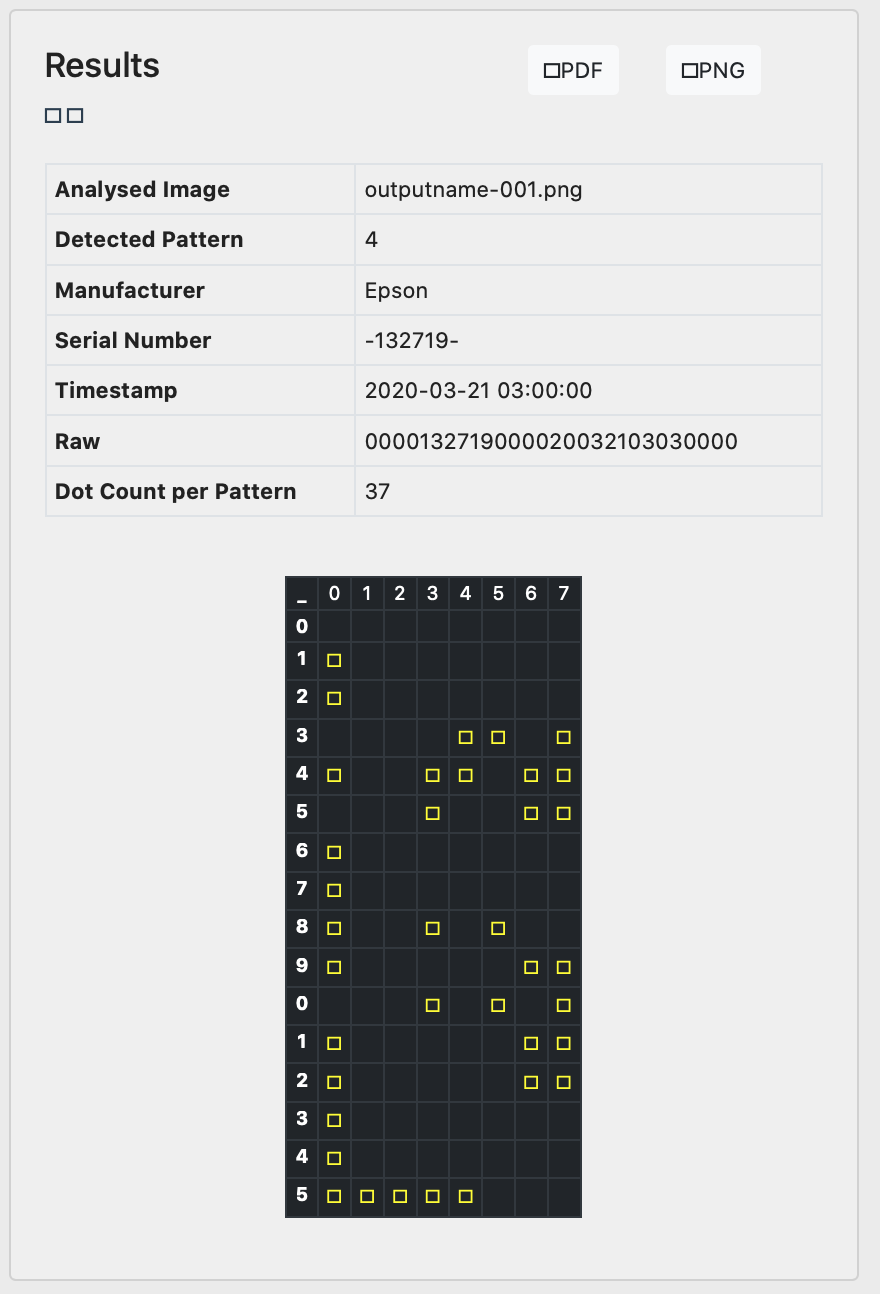 Results
□PDF □PNG
□□
Analysed Image outputname-001.png
Detected Pattern 4
Manufacturer Epson
Serial Number -132719-
Timestamp 2020-03-21 03:00:00
Raw 0000132719000020032103030000
Dot Count per Pattern 37
_ 0 1 2 3 4 5 6 7
0
1 □
2 □
3 □ □ □
4 □ □ □ □ □
5 □ □ □
6 □
7 □
8 □ □ □
9 □ □ □
0 □ □ □
1 □ □ □
2 □ □ □
3 □
4 □
5 □ □ □ □ □